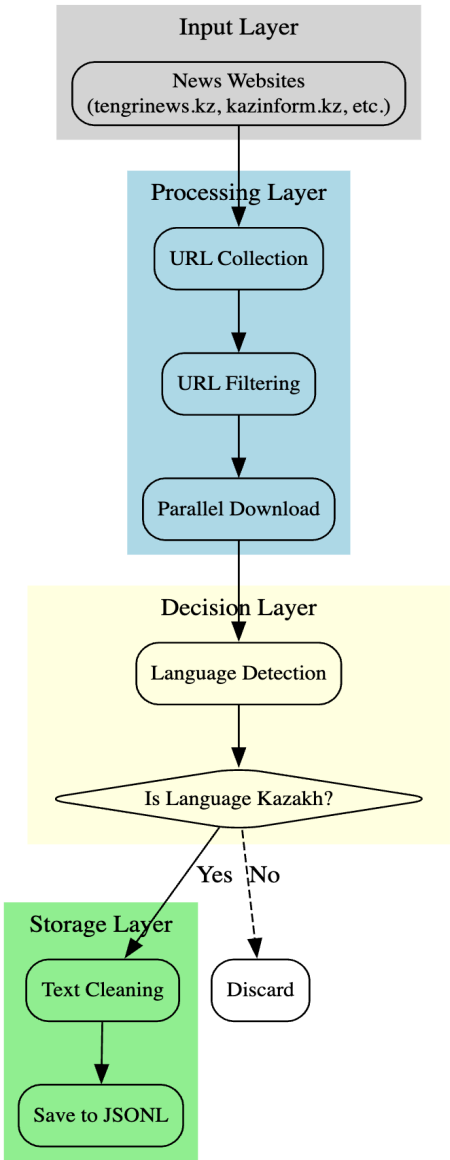 Input Layer
News Websites
(tengrinews.kz, kazinform.kz, etc.)
Processing Layer
URL Collection
URL Filtering
Parallel Download
Decision Layer
Language Detection
Is Language Kazakh?
Yes
No
Storage Layer
Text Cleaning
Discard
Save to JSONL